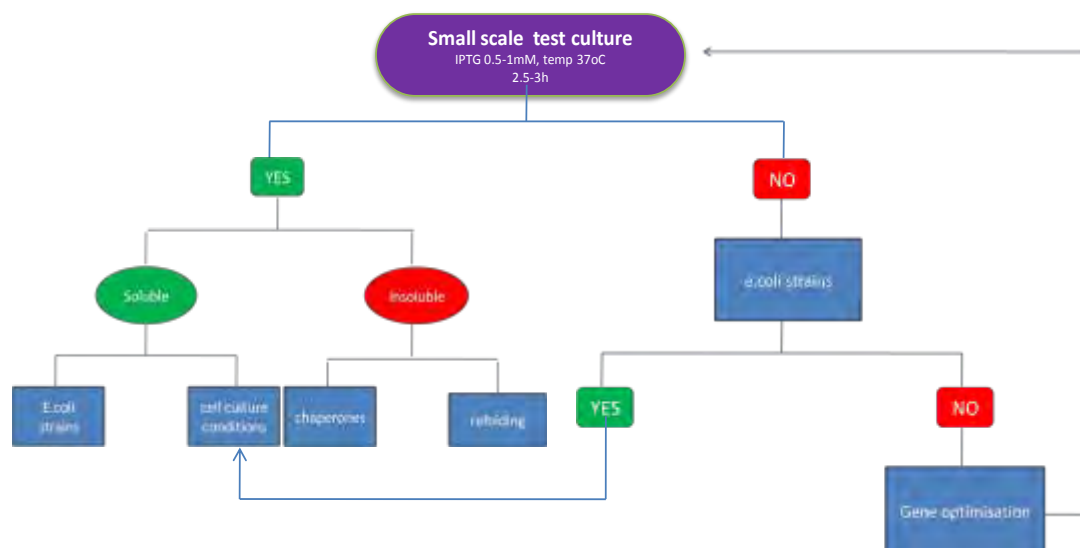 Small scale test culture
IPTG 0.5-1mM, temp 37oC
2.5-3h
YES
NO
e.coli strains
Soluble
Insoluble
E.coli
strains
cell culture
conditions
chaperones
refolding
YES
NO
Gene optimisation